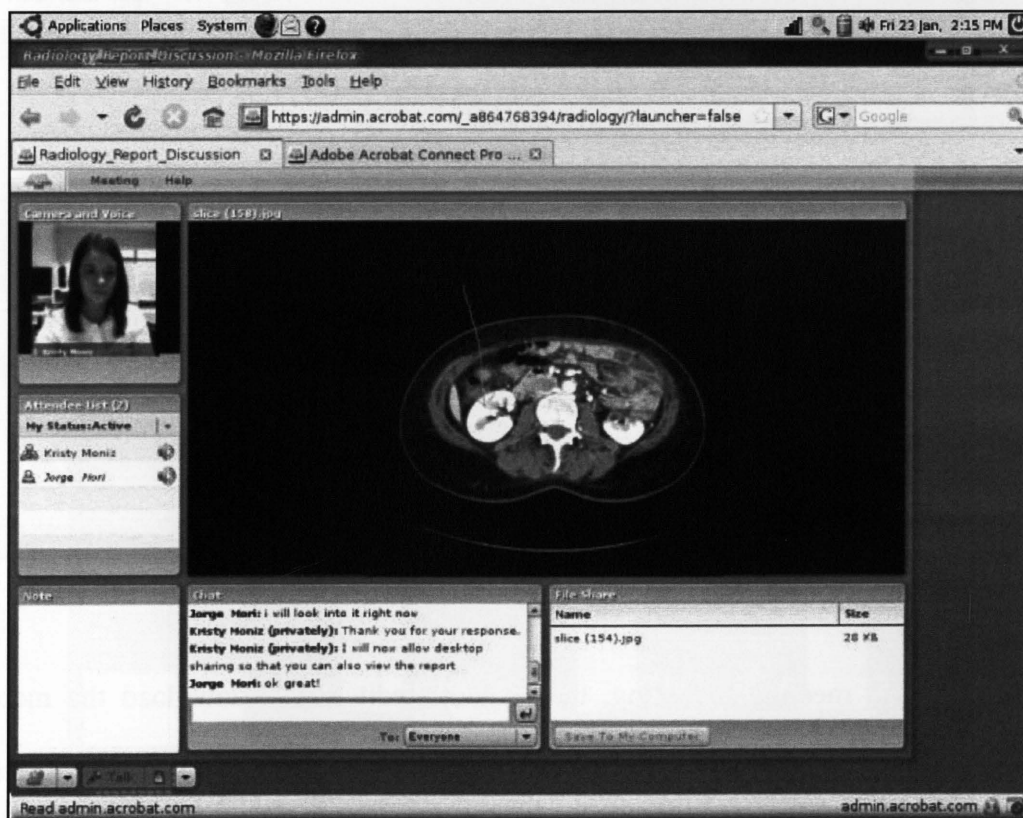 Applications Places System
Fri 23 Jan, 2:15 PM
Radiology_Report_Discussion - Mozilla Firefox
File Edit View History Bookmarks Tools Help
https://admin.acrobat.com/_a864768394/radiology/?launcher=false
Google
Radiology_Report_Discussion
Adobe Acrobat Connect Pro ...
Meeting Help
Camera and Voice
slice (158).jpg
Kristy Moniz
Attendee List (2)
My Status:Active
Kristy Moniz
Jorge Mori
Note
Chat
Jorge Mori: i will look into it right now
Kristy Moniz (privately): Thank you for your response.
Kristy Moniz (privately): I will now allow desktop
sharing so that you can also view the report
Jorge Mori: ok great!
To: Everyone
File Share
Name Size
slice (154).jpg 28 KB
Save To My Computer
Talk
Read admin.acrobat.com
admin.acrobat.com